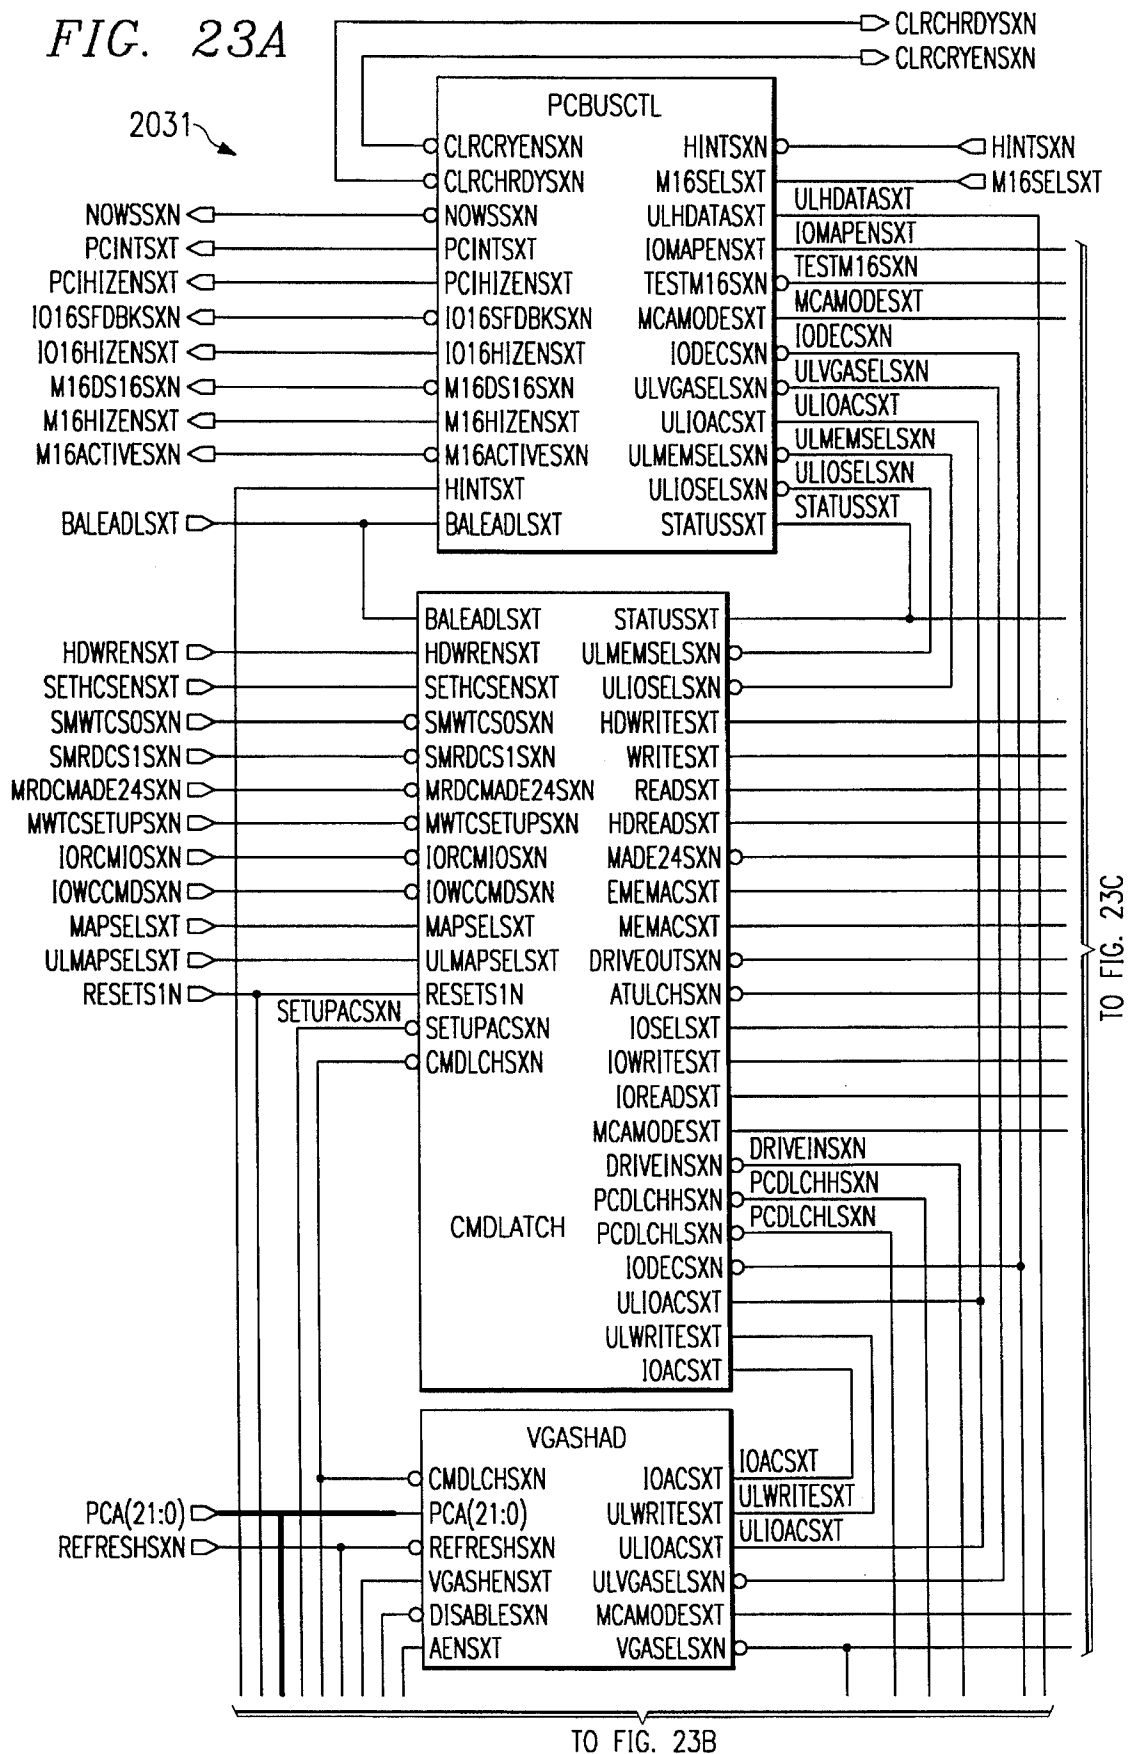 FIG. 23A
2031
CLRCHRDYSXN
CLRCRYENSXN
PCBUSCTL
CLRCRYENSXN
CLRCHRDYSXN
NOWSSXN
PCINTSXT
PCIHIZENSXT
IO16SFDBKSXN
IO16HIZENSXT
M16DS16SXN
M16HIZENSXT
M16ACTIVESXN
HINTSXT
BALEADLSXT
HINTSXN
M16SELSXT
ULHDATASXT
IOMAPENSXT
TESTM16SXN
MCAMODESXT
IODECSXN
ULVGASELSXN
ULIOACSXT
ULMEMSELSXN
ULIOSELSXN
STATUSSXT
NOWSSXN
PCINTSXT
PCIHIZENSXT
IO16SFDBKSXN
IO16HIZENSXT
M16DS16SXN
M16HIZENSXT
M16ACTIVESXN
BALEADLSXT
HINTSXN
M16SELSXT
ULHDATASXT
IOMAPENSXT
TESTM16SXN
MCAMODESXT
IODECSXN
ULVGASELSXN
ULIOACSXT
ULMEMSELSXN
ULIOSELSXN
STATUSSXT
HDWRENSXT
SETHCSENSXT
SMWTCS0SXN
SMRDCS1SXN
MRDCMADE24SXN
MWTCSETUPSXN
IORCMIOSXN
IOWCCMDSXN
MAPSELSXT
ULMAPSELSXT
RESETS1N
SETUPACSXN
BALEADLSXT
HDWRENSXT
SETHCSENSXT
SMWTCS0SXN
SMRDCS1SXN
MRDCMADE24SXN
MWTCSETUPSXN
IORCMIOSXN
IOWCCMDSXN
MAPSELSXT
ULMAPSELSXT
RESETS1N
SETUPACSXN
CMDLCHSXN
CMDLATCH
STATUSSXT
ULMEMSELSXN
ULIOSELSXN
HDWRITESXT
WRITESXT
READSXT
HDREADSXT
MADE24SXN
EMEMACSXT
MEMACSXT
DRIVEOUTSXN
ATULCHSXN
IOSELSXT
IOWRITESXT
IOREADSXT
MCAMODESXT
DRIVEINSXN
PCDLCHHSXN
PCDLCHLSXN
IODECSXN
ULIOACSXT
ULWRITESXT
IOACSXT
DRIVEINSXN
PCDLCHHSXN
PCDLCHLSXN
VGASHAD
PCA(21:0)
REFRESHSXN
CMDLCHSXN
PCA(21:0)
REFRESHSXN
VGASHENSXT
DISABLESXN
AENSXT
IOACSXT
ULWRITESXT
ULIOACSXT
ULVGASELSXN
MCAMODESXT
VGASELSXN
IOACSXT
ULWRITESXT
ULIOACSXT
TO FIG. 23C
TO FIG. 23B